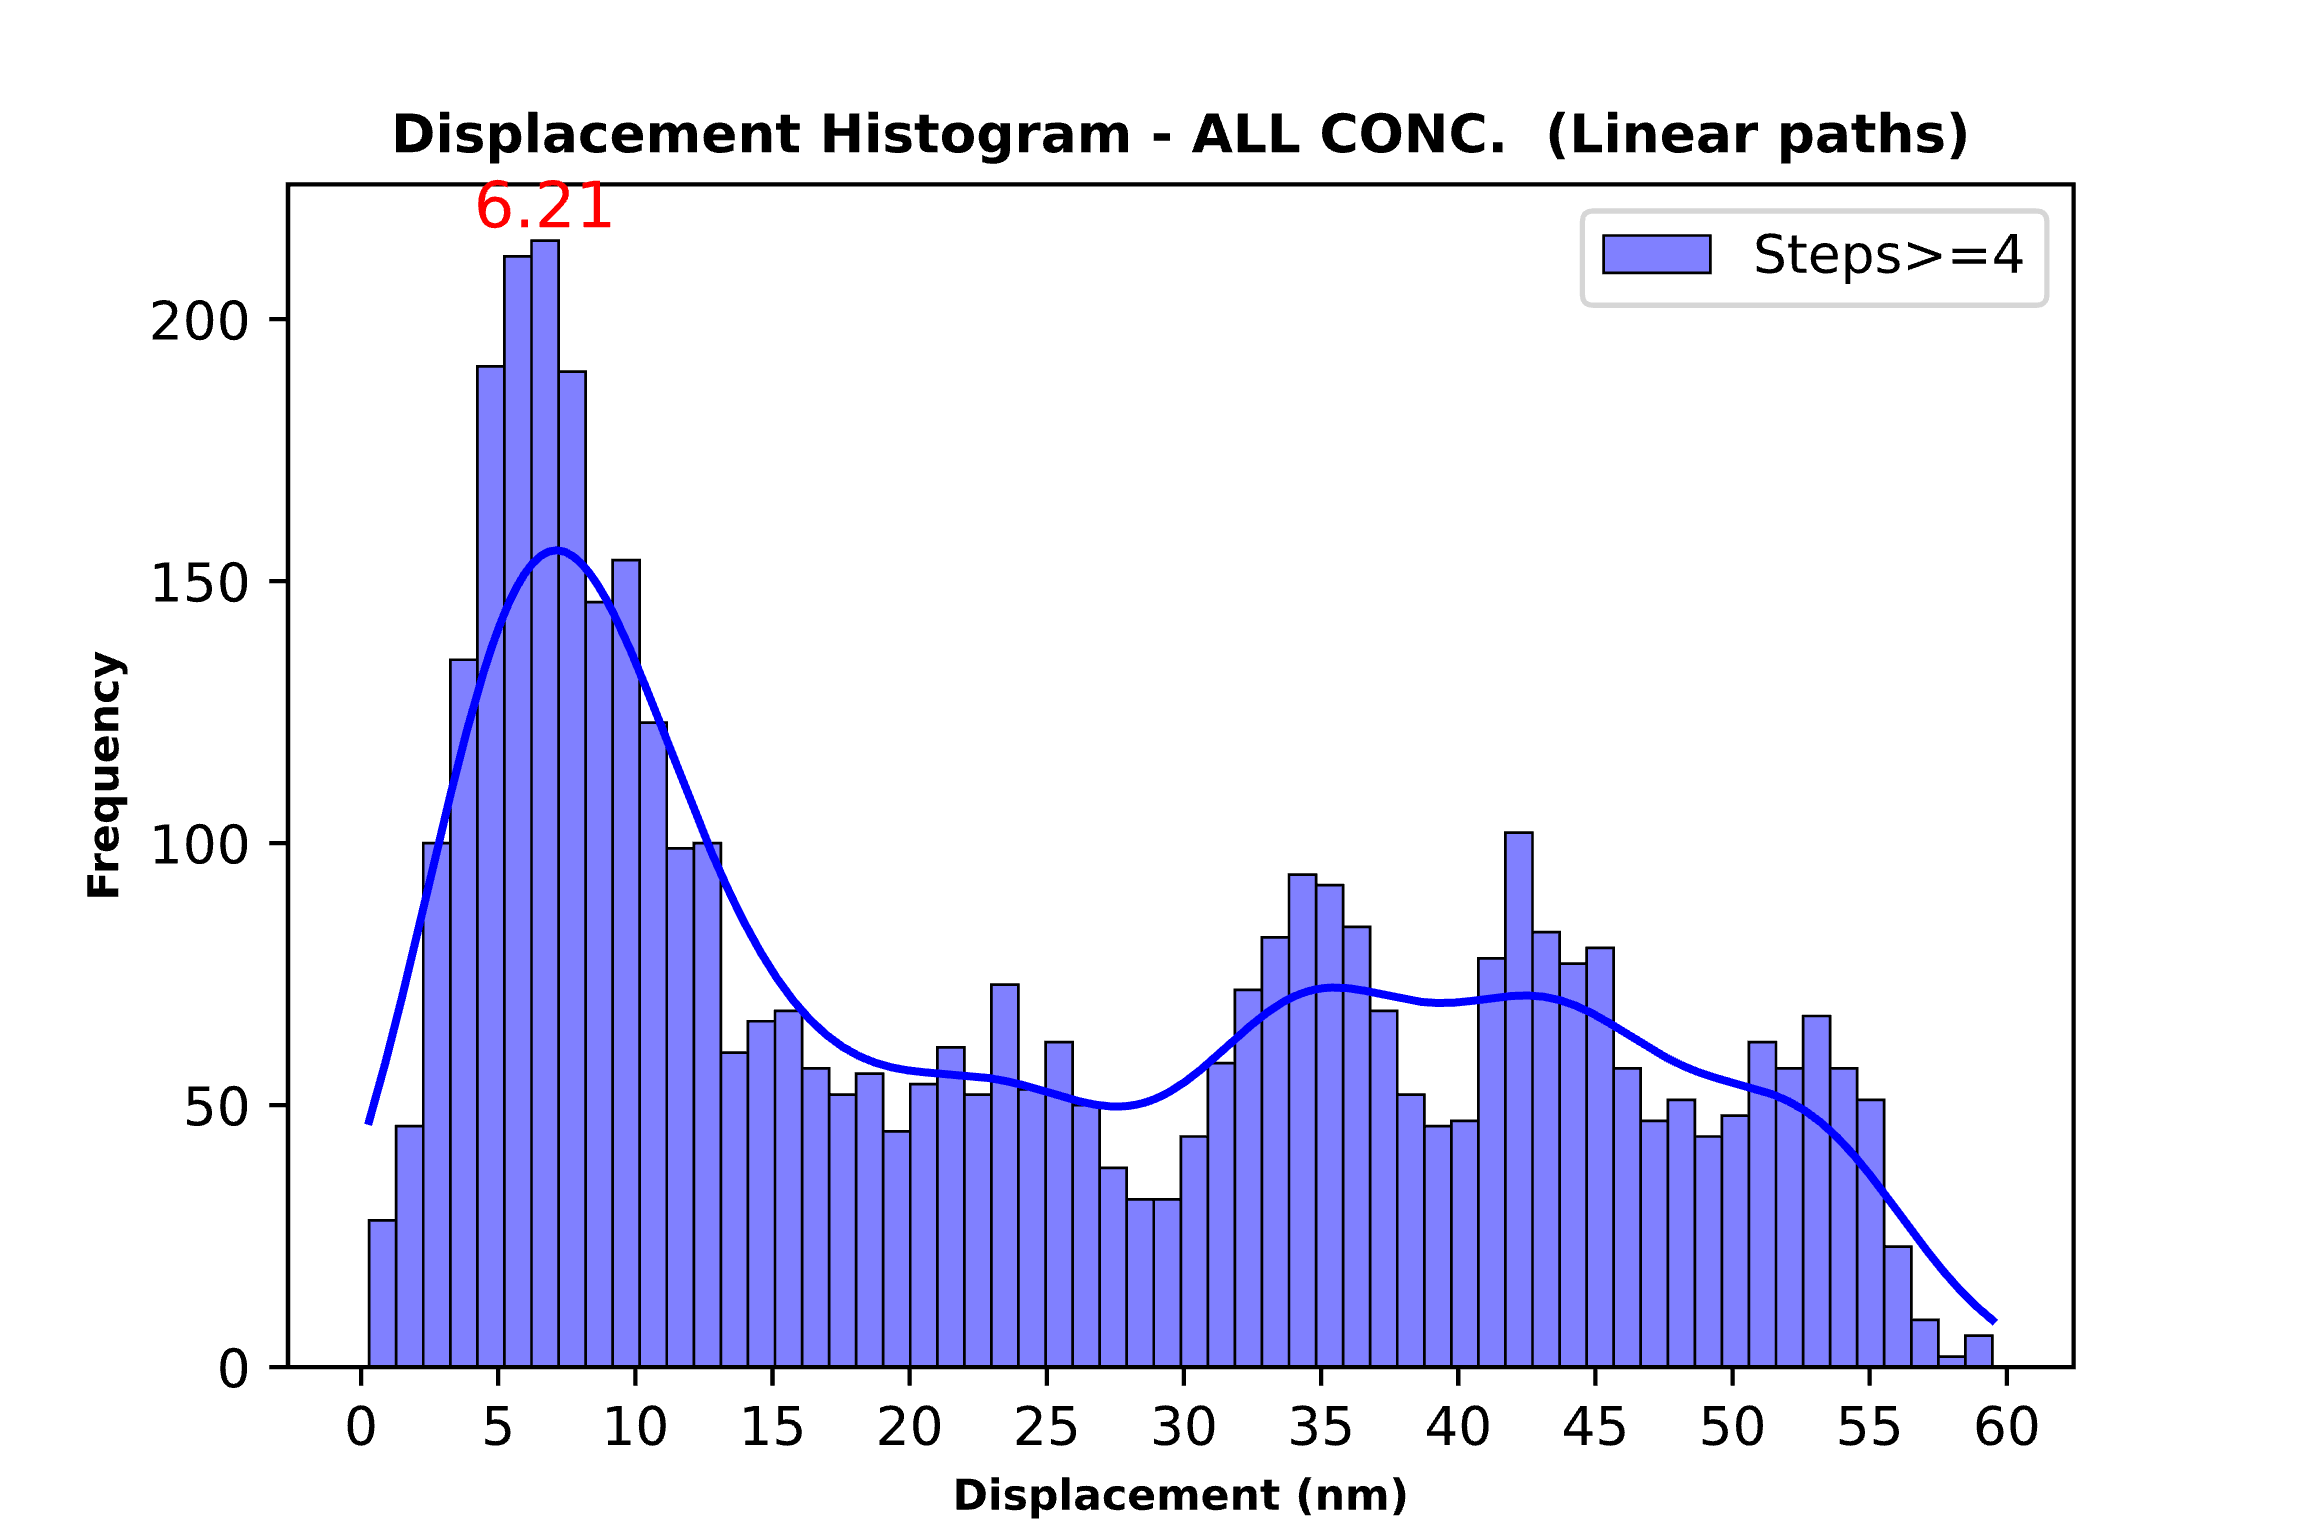 Displacement Histogram - ALL CONC.  (Linear paths)
6.21
Steps>=4
Frequency
200
150
100
50
0
0 5 10 15 20 25 30 35 40 45 50 55 60
Displacement (nm)